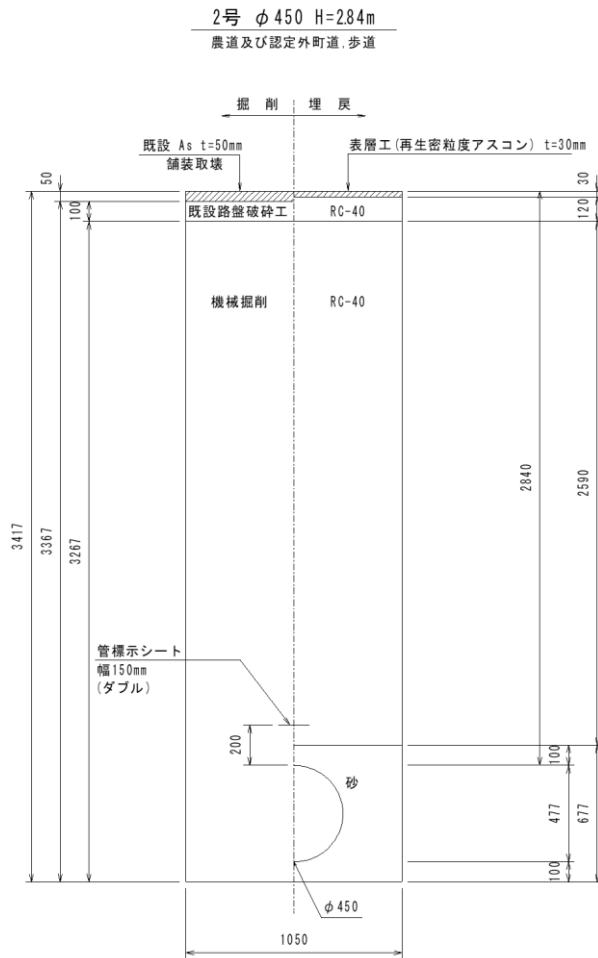 2号 φ450 H=2.84m
農道及び認定外町道.歩道
掘 削 埋 戻
既設 As t=50mm
舗装取壊
表層工(再生密粒度アスコン) t=30mm
50
100
30
120
既設路盤破砕工
RC-40
機械掘削
RC-40
3417
3367
3267
2840
2590
管標示シート
幅150mm
(ダブル)
200
100
砂
477
677
100
φ450
1050